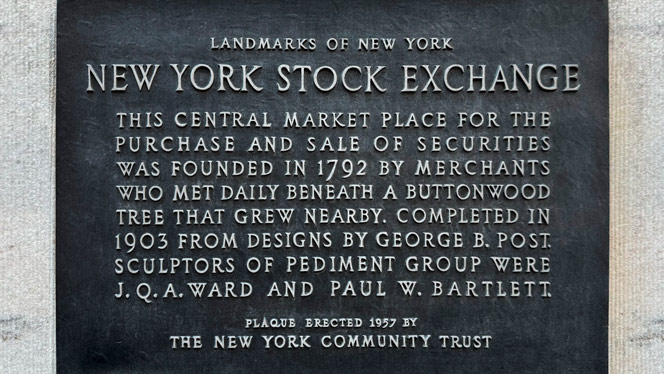 LANDMARKS OF NEW YORK
NEW YORK STOCK EXCHANGE
THIS CENTRAL MARKET PLACE FOR THE
PURCHASE AND SALE OF SECURITIES
WAS FOUNDED IN 1792 BY MERCHANTS
WHO MET DAILY BENEATH A BUTTONWOOD
TREE THAT GREW NEARBY. COMPLETED IN
1903 FROM DESIGNS BY GEORGE B. POST.
SCULPTORS OF PEDIMENT GROUP WERE
J. Q. A. WARD AND PAUL W. BARTLETT.
PLAQUE ERECTED 1957 BY
THE NEW YORK COMMUNITY TRUST